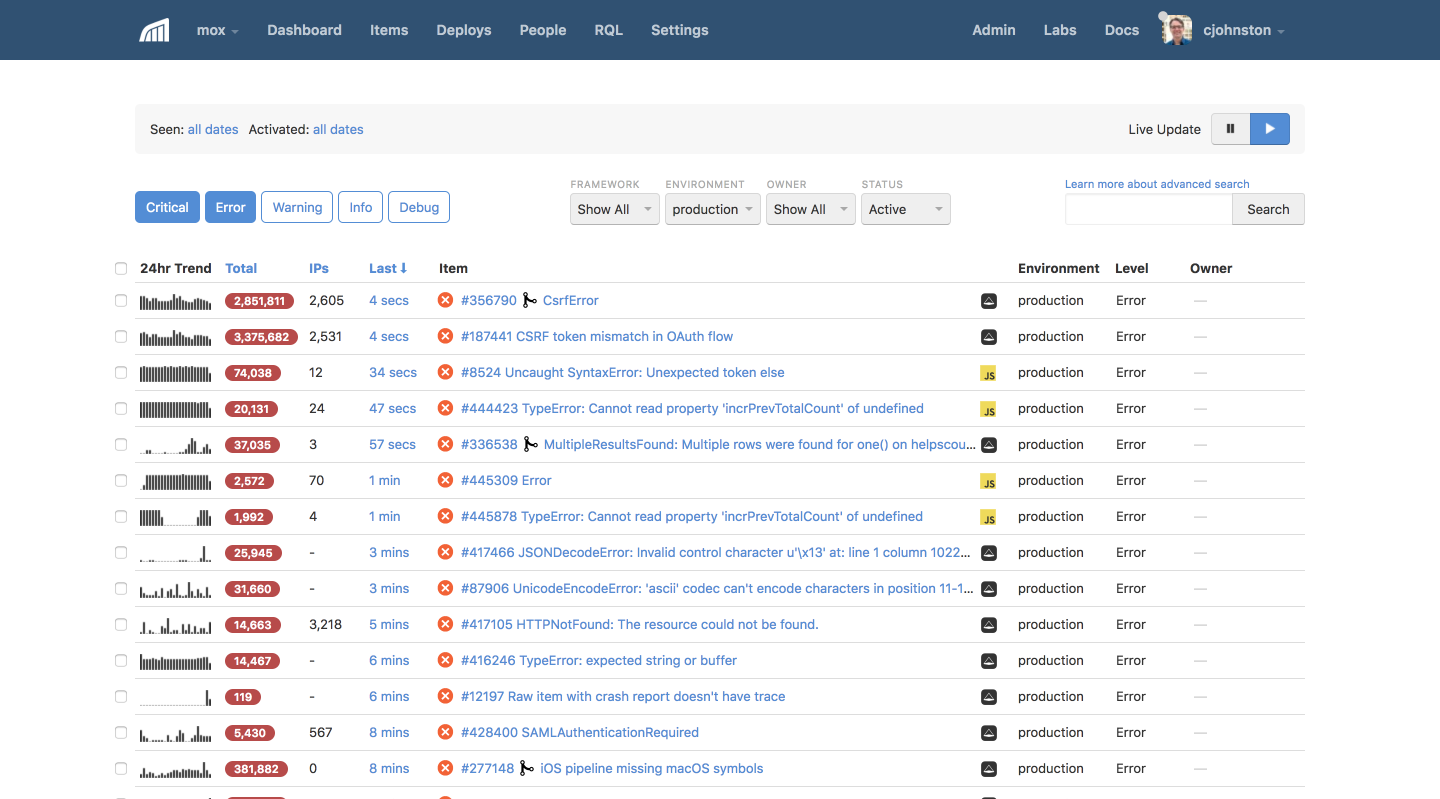 mox Dashboard Items Deploys People RQL Settings Admin Labs Docs cjohnston
Seen: all dates Activated: all dates Live Update
FRAMEWORK ENVIRONMENT OWNER STATUS Learn more about advanced search
Critical Error Warning Info Debug Show All production Show All Active Search
24hr Trend Total IPs Last Item Environment Level Owner
2,851,811 2,605 4 secs #356790 CsrfError production Error —
3,375,682 2,531 4 secs #187441 CSRF token mismatch in OAuth flow production Error —
74,038 12 34 secs #8524 Uncaught SyntaxError: Unexpected token else JS production Error —
20,131 24 47 secs #444423 TypeError: Cannot read property 'incrPrevTotalCount' of undefined JS production Error —
37,035 3 57 secs #336538 MultipleResultsFound: Multiple rows were found for one() on helpscou... production Error —
2,572 70 1 min #445309 Error JS production Error —
1,992 4 1 min #445878 TypeError: Cannot read property 'incrPrevTotalCount' of undefined JS production Error —
25,945 - 3 mins #417466 JSONDecodeError: Invalid control character u'\x13' at: line 1 column 1022... production Error —
31,660 - 3 mins #87906 UnicodeEncodeError: 'ascii' codec can't encode characters in position 11-1... production Error —
14,663 3,218 5 mins #417105 HTTPNotFound: The resource could not be found. production Error —
14,467 - 6 mins #416246 TypeError: expected string or buffer production Error —
119 - 6 mins #12197 Raw item with crash report doesn't have trace production Error —
5,430 567 8 mins #428400 SAMLAuthenticationRequired production Error —
381,882 0 8 mins #277148 iOS pipeline missing macOS symbols production Error —